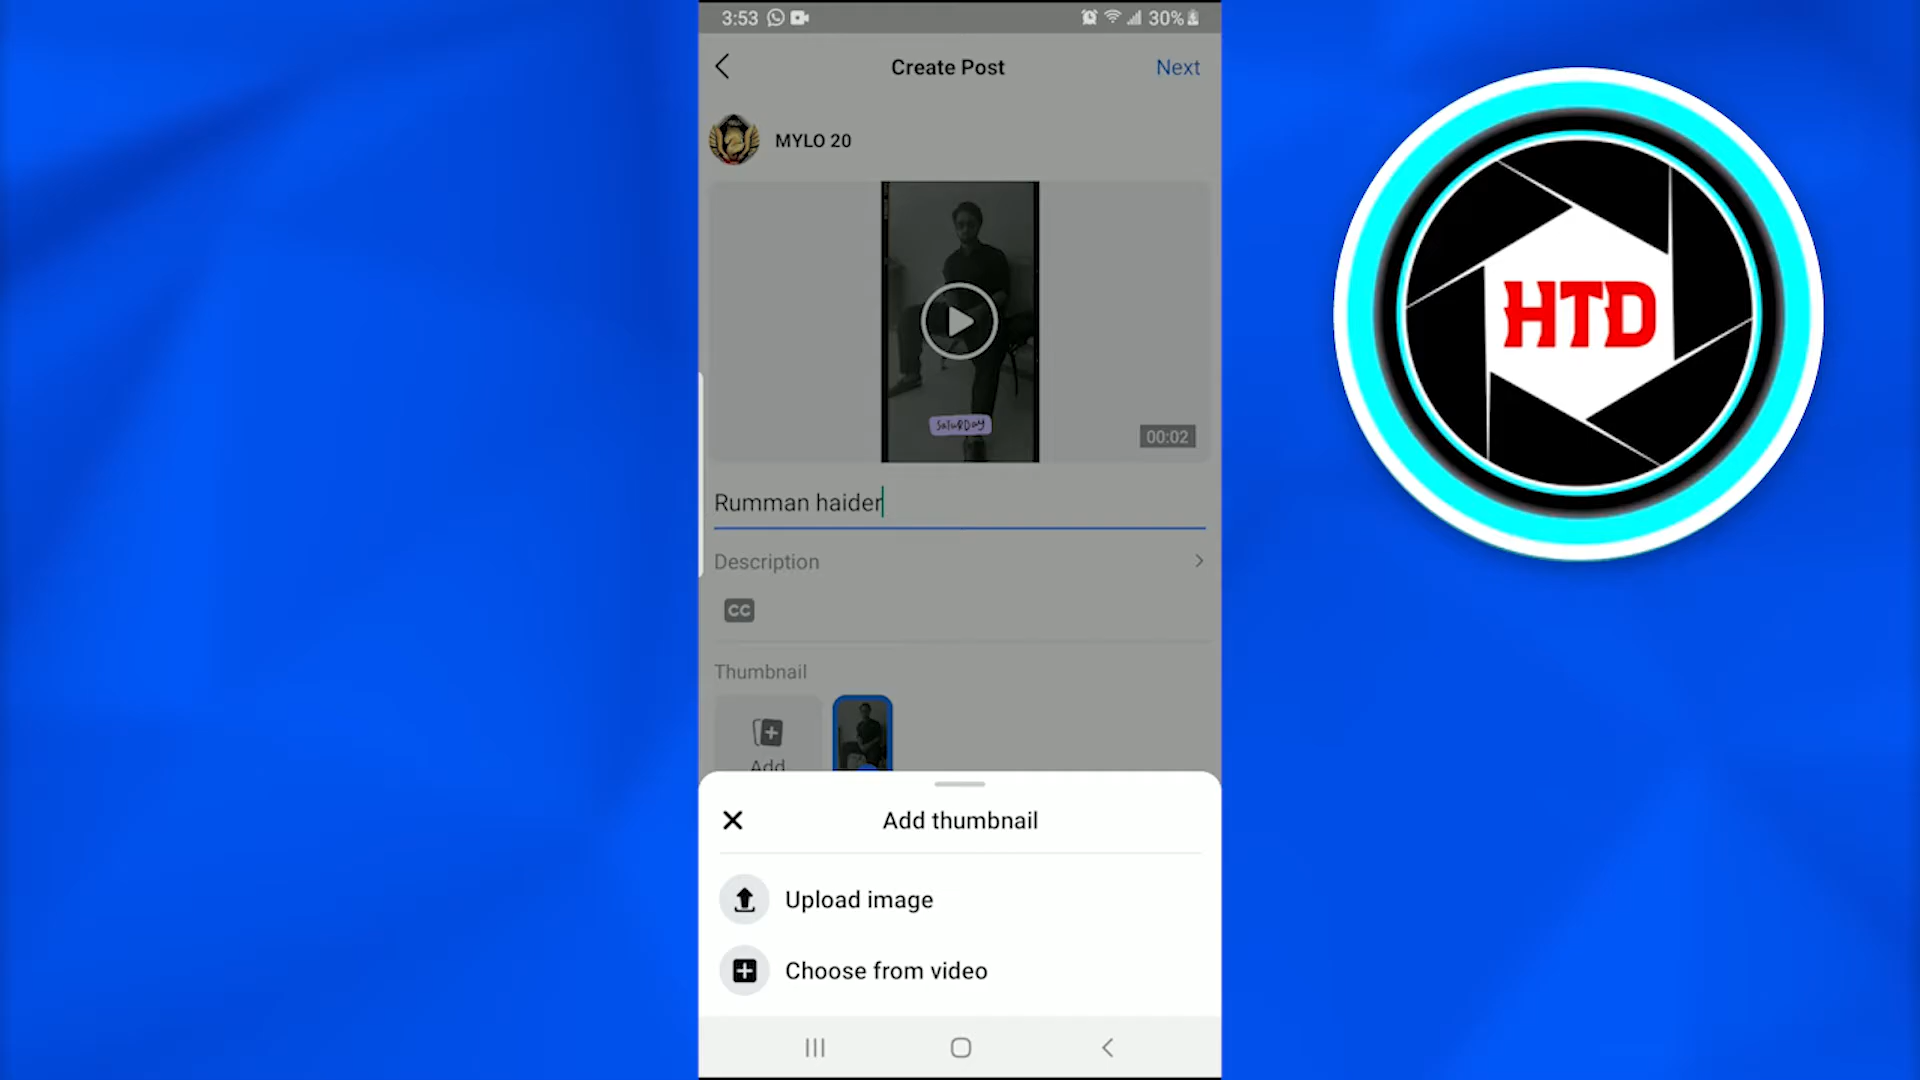 3:53
30%
Create Post
Next
MYLO 20
SaturDay
00:02
Rumman haider
Description
CC
Thumbnail
Add
Add thumbnail
Upload image
Choose from video
HTD